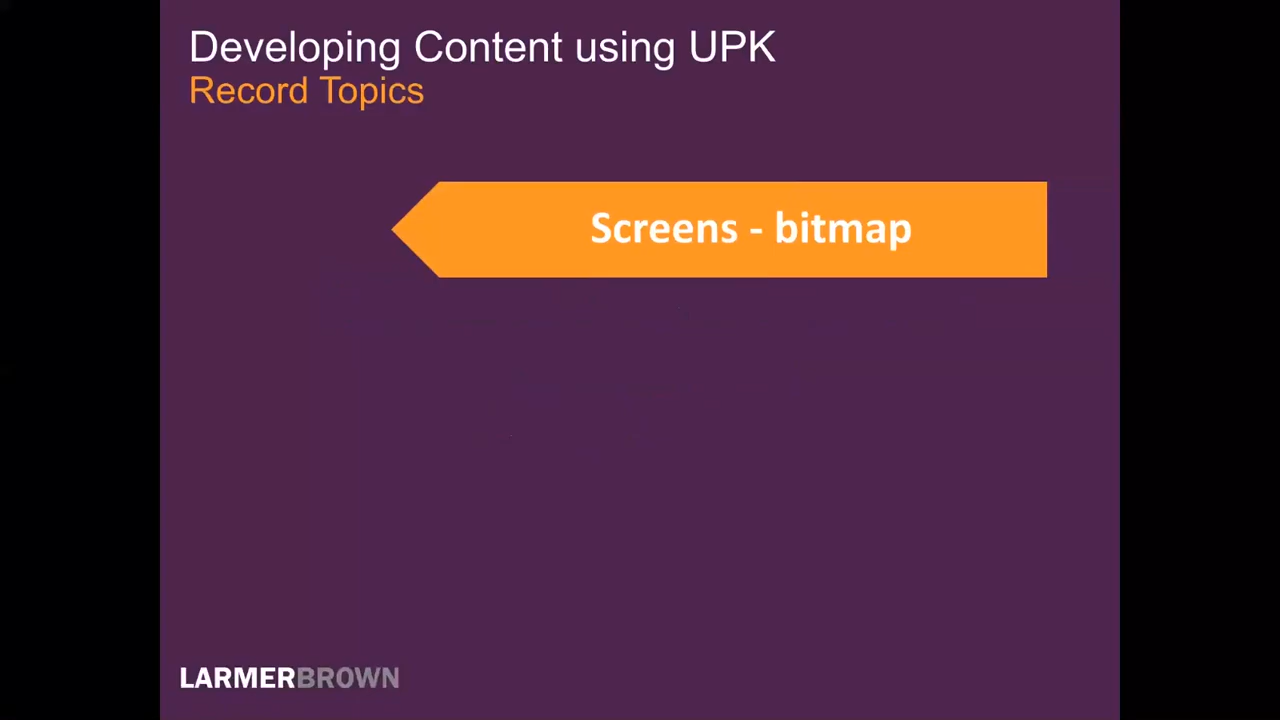 Developing Content using UPK
Record Topics
Screens - bitmap
LARMERBROWN